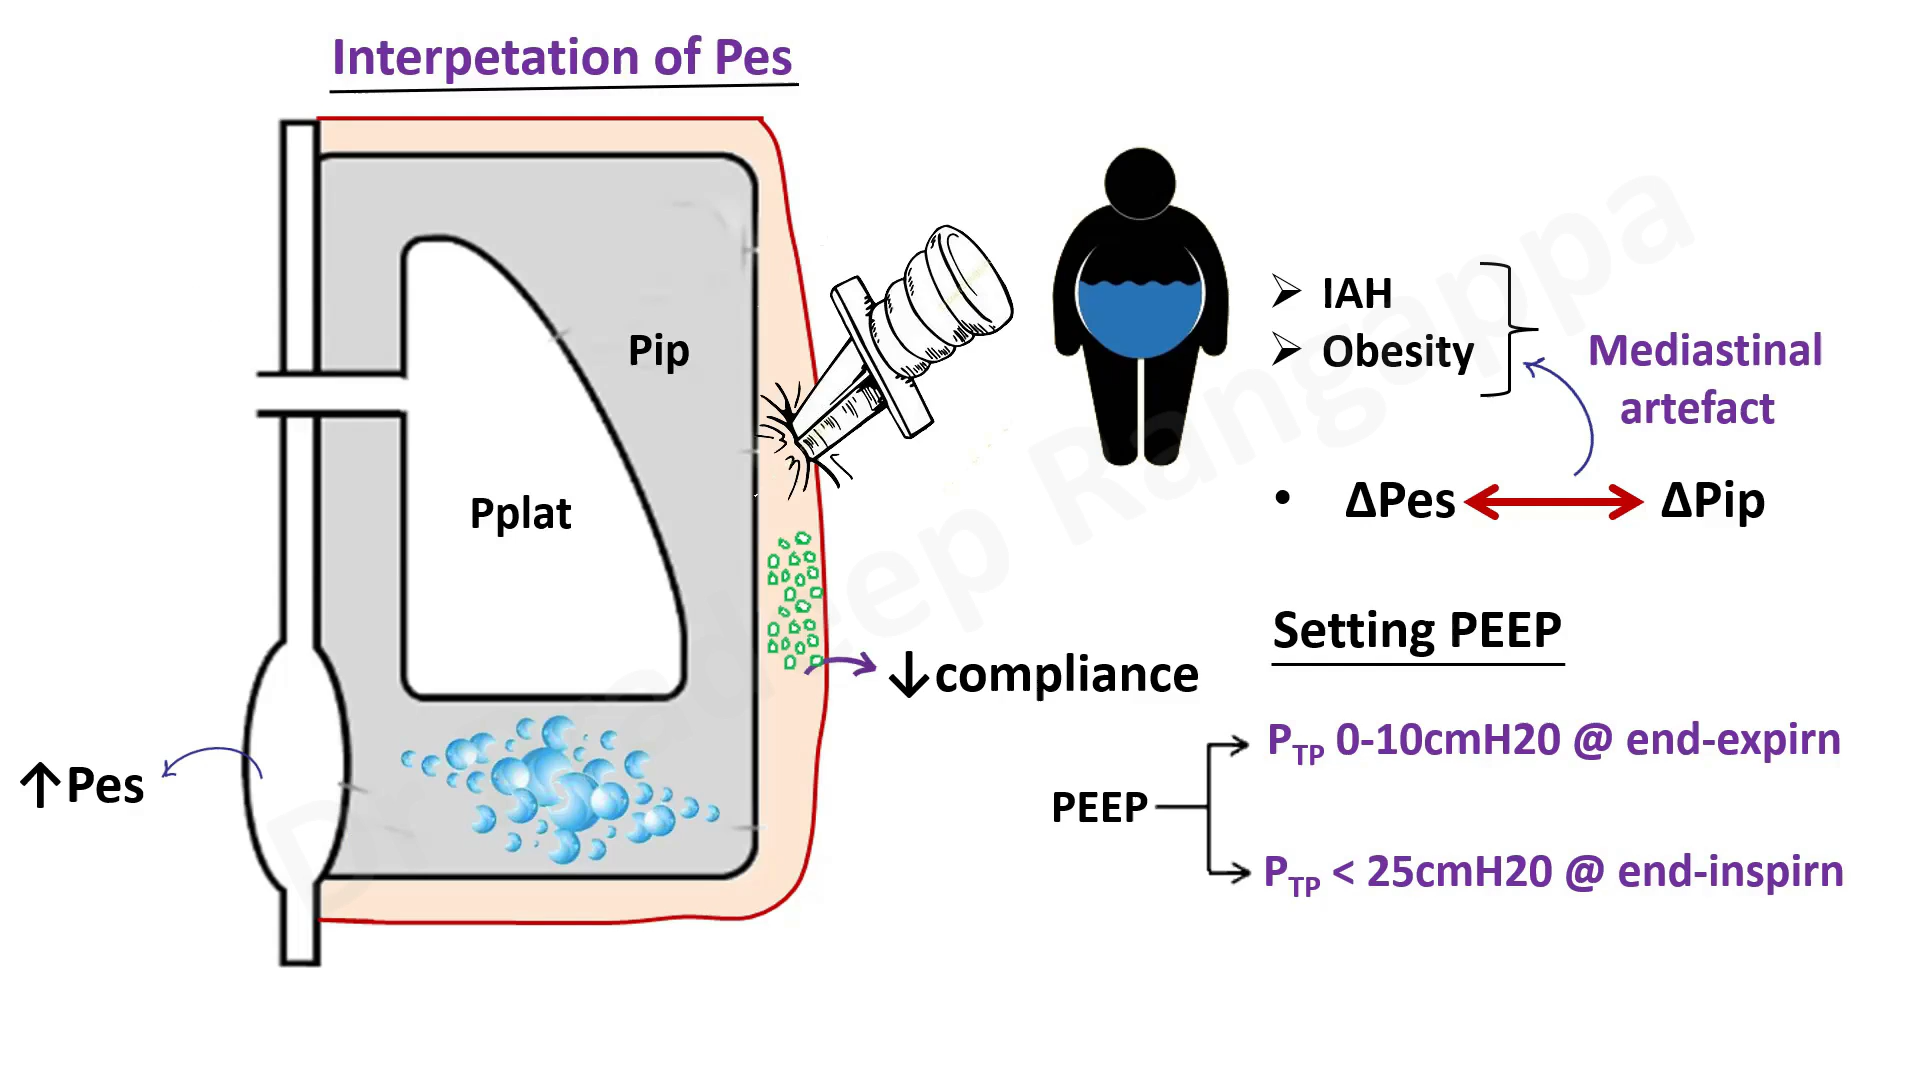 Interpetation of Pes
Pip
Pplat
↑Pes
↓compliance
➢ IAH
➢ Obesity
Mediastinal
artefact
• ΔPes ΔPip
Setting PEEP
PEEP
PTP 0-10cmH20 @ end-expirn
PTP < 25cmH20 @ end-inspirn
Rangappa